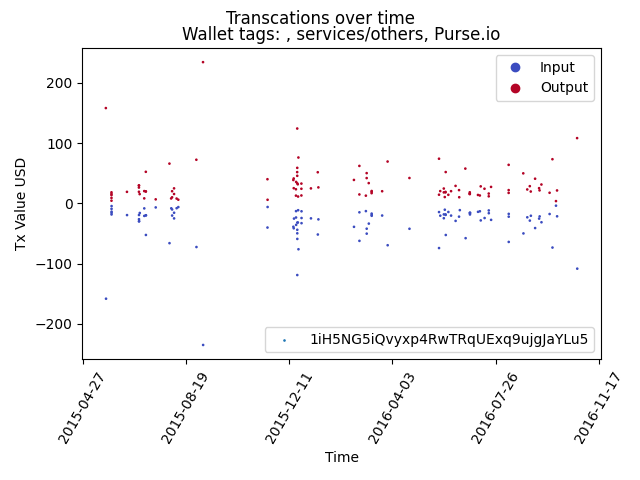 Transcations over time
Wallet tags: , services/others, Purse.io
Input
Output
200
100
0
−100
−200
Tx Value USD
1iH5NG5iQvyxp4RwTRqUExq9ujgJaYLu5
2015-04-27
2015-08-19
2015-12-11
2016-04-03
2016-07-26
2016-11-17
Time